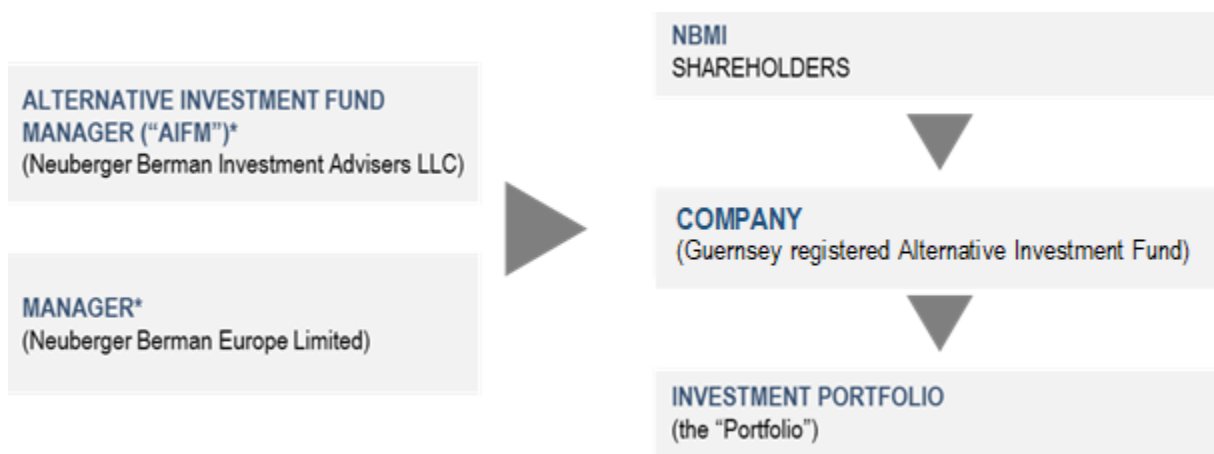 ALTERNATIVE INVESTMENT FUND
MANAGER (“AIFM”)*
(Neuberger Berman Investment Advisers LLC)
MANAGER*
(Neuberger Berman Europe Limited)
NBMI
SHAREHOLDERS
COMPANY
(Guernsey registered Alternative Investment Fund)
INVESTMENT PORTFOLIO
(the “Portfolio”)